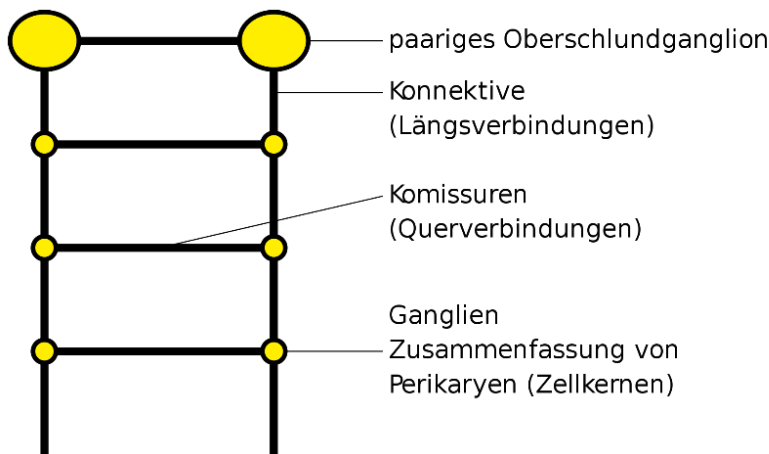 paariges Oberschlundganglion
Konnektive
(Längsverbindungen)
Komissuren
(Querverbindungen)
Ganglien
Zusammenfassung von
Perikaryen (Zellkernen)